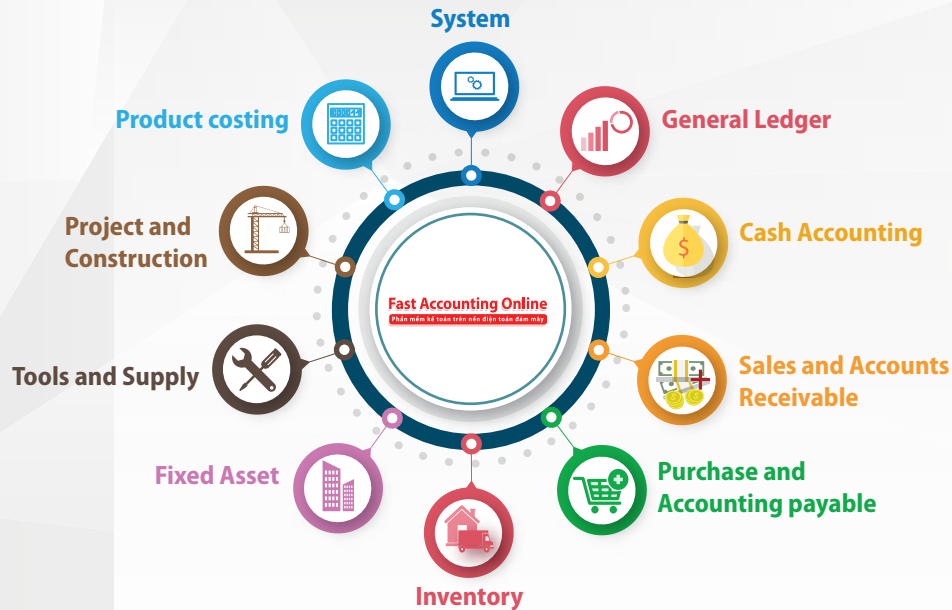 System
General Ledger
Cash Accounting
Sales and Accounts
Receivable
Purchase and
Accounting payable
Inventory
Fixed Asset
Tools and Supply
Project and
Construction
Product costing
Fast Accounting Online
Phần mềm kế toán trên nền điện toán đám mây
$